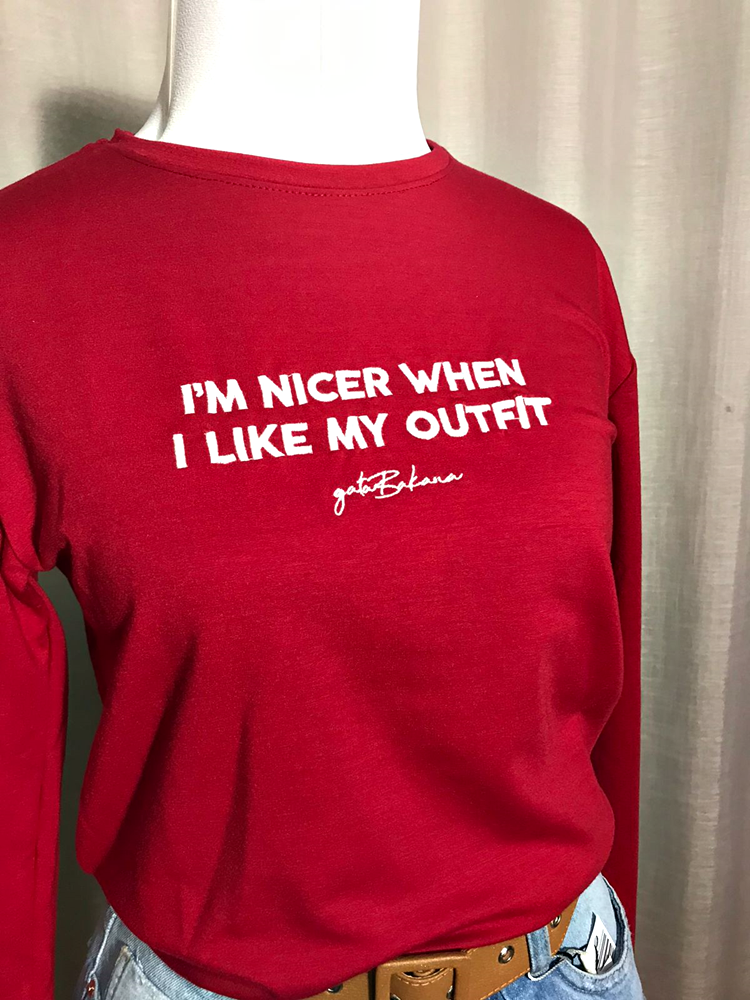 I'M NICER WHEN
I LIKE MY OUTFIT
gataBakana